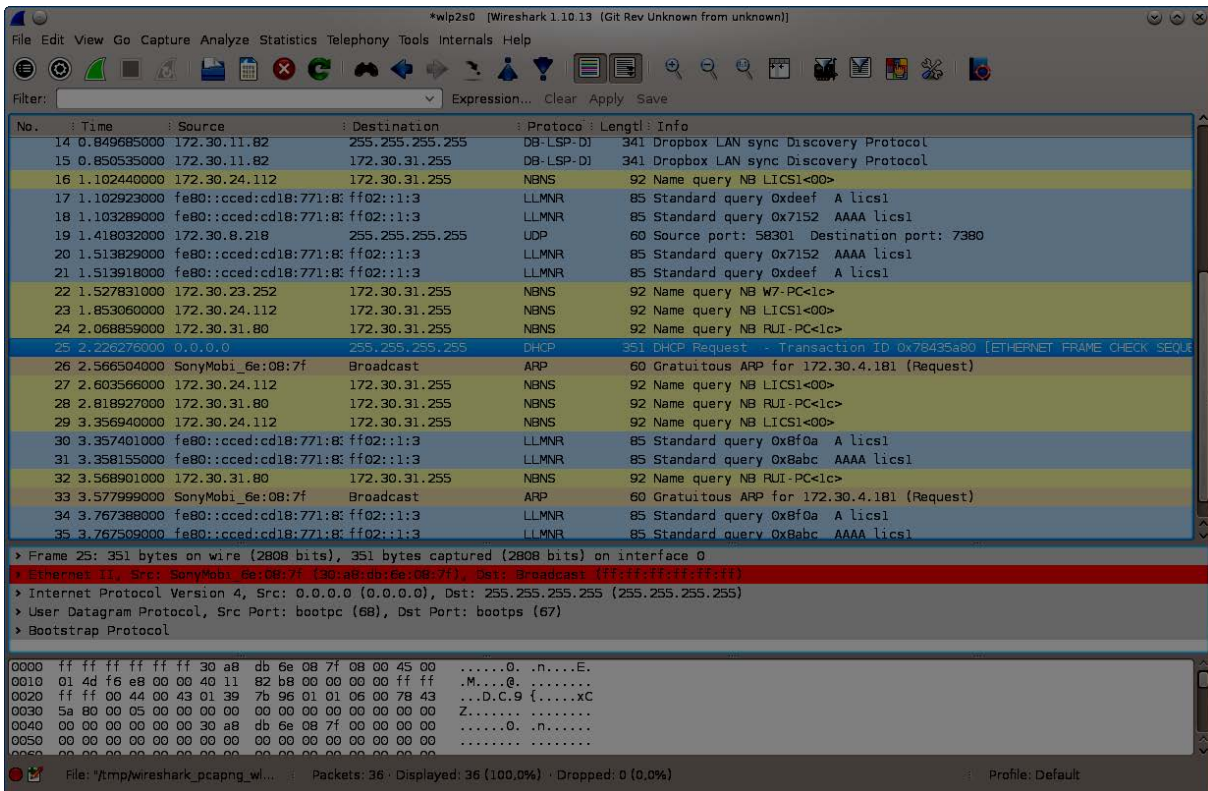 *wlp2s0 [Wireshark 1.10.13 (Git Rev Unknown from unknown)]
File Edit View Go Capture Analyze Statistics Telephony Tools Internals Help
Filter: Expression... Clear Apply Save
No. Time Source Destination Protoco Lengtl Info
14 0.849685000 172.30.11.82 255.255.255.255 DB-LSP-DI 341 Dropbox LAN sync Discovery Protocol
15 0.850535000 172.30.11.82 172.30.31.255 DB-LSP-DI 341 Dropbox LAN sync Discovery Protocol
16 1.102440000 172.30.24.112 172.30.31.255 NBNS 92 Name query NB LICS1<00>
17 1.102923000 fe80::cced:cd18:771:83 ff02::1:3 LLMNR 85 Standard query 0xdeef A lics1
18 1.103289000 fe80::cced:cd18:771:83 ff02::1:3 LLMNR 85 Standard query 0x7152 AAAA lics1
19 1.418032000 172.30.8.218 255.255.255.255 UDP 60 Source port: 58301 Destination port: 7380
20 1.513829000 fe80::cced:cd18:771:83 ff02::1:3 LLMNR 85 Standard query 0x7152 AAAA lics1
21 1.513918000 fe80::cced:cd18:771:83 ff02::1:3 LLMNR 85 Standard query 0xdeef A lics1
22 1.527831000 172.30.23.252 172.30.31.255 NBNS 92 Name query NB W7-PC<1c>
23 1.853060000 172.30.24.112 172.30.31.255 NBNS 92 Name query NB LICS1<00>
24 2.068859000 172.30.31.80 172.30.31.255 NBNS 92 Name query NB RUI-PC<1c>
25 2.226276000 0.0.0.0 255.255.255.255 DHCP 351 DHCP Request - Transaction ID 0x78435a80 [ETHERNET FRAME CHECK SEQUE
26 2.566504000 SonyMobi_6e:08:7f Broadcast ARP 60 Gratuitous ARP for 172.30.4.181 (Request)
27 2.603566000 172.30.24.112 172.30.31.255 NBNS 92 Name query NB LICS1<00>
28 2.818927000 172.30.31.80 172.30.31.255 NBNS 92 Name query NB RUI-PC<1c>
29 3.356940000 172.30.24.112 172.30.31.255 NBNS 92 Name query NB LICS1<00>
30 3.357401000 fe80::cced:cd18:771:83 ff02::1:3 LLMNR 85 Standard query 0x8f0a A lics1
31 3.358155000 fe80::cced:cd18:771:83 ff02::1:3 LLMNR 85 Standard query 0x8abc AAAA lics1
32 3.568901000 172.30.31.80 172.30.31.255 NBNS 92 Name query NB RUI-PC<1c>
33 3.577999000 SonyMobi_6e:08:7f Broadcast ARP 60 Gratuitous ARP for 172.30.4.181 (Request)
34 3.767388000 fe80::cced:cd18:771:83 ff02::1:3 LLMNR 85 Standard query 0x8f0a A lics1
35 3.767509000 fe80::cced:cd18:771:83 ff02::1:3 LLMNR 85 Standard query 0x8abc AAAA lics1
> Frame 25: 351 bytes on wire (2808 bits), 351 bytes captured (2808 bits) on interface 0
> Ethernet II, Src: SonyMobi_6e:08:7f (30:a8:db:6e:08:7f), Dst: Broadcast (ff:ff:ff:ff:ff:ff)
> Internet Protocol Version 4, Src: 0.0.0.0 (0.0.0.0), Dst: 255.255.255.255 (255.255.255.255)
> User Datagram Protocol, Src Port: bootpc (68), Dst Port: bootps (67)
> Bootstrap Protocol
0000 ff ff ff ff ff ff 30 a8 db 6e 08 7f 08 00 45 00 ......0. .n....E.
0010 01 4d f6 e8 00 00 40 11 82 b8 00 00 00 00 ff ff .M....@. ........
0020 ff ff 00 44 00 43 01 39 7b 96 01 01 06 00 78 43 ...D.C.9 {.....xC
0030 5a 80 00 05 00 00 00 00 00 00 00 00 00 00 00 00 Z....... ........
0040 00 00 00 00 00 00 30 a8 db 6e 08 7f 00 00 00 00 ......0. .n......
0050 00 00 00 00 00 00 00 00 00 00 00 00 00 00 00 00 ........ ........
File: "/tmp/wireshark_pcapng_wl... Packets: 36 · Displayed: 36 (100,0%) · Dropped: 0 (0,0%) Profile: Default